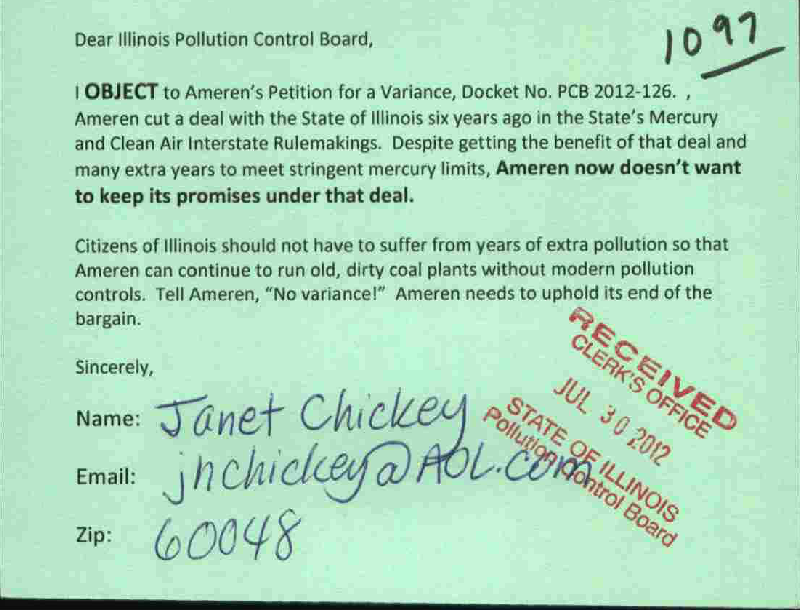 Dear Illinois Pollution Control Board,
1097
I OBJECT to Ameren's Petition for a Variance, Docket No. PCB 2012-126. ,
Ameren cut a deal with the State of Illinois six years ago in the State's Mercury
and Clean Air Interstate Rulemakings. Despite getting the benefit of that deal and
many extra years to meet stringent mercury limits, Ameren now doesn't want
to keep its promises under that deal.
Citizens of Illinois should not have to suffer from years of extra pollution so that
Ameren can continue to run old, dirty coal plants without modern pollution
controls. Tell Ameren, "No variance!" Ameren needs to uphold its end of the
bargain.
Sincerely,
Name: Janet Chickey
Email: jnchickey@AOL.com
Zip: 60048
RECEIVED
CLERK'S OFFICE
JUL 30 2012
STATE OF ILLINOIS
Pollution Control Board